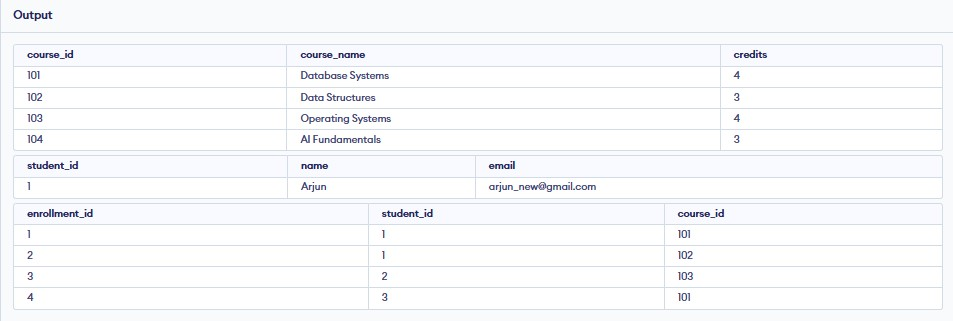 Output
course_id course_name credits
101 Database Systems 4
102 Data Structures 3
103 Operating Systems 4
104 AI Fundamentals 3
student_id name email
1 Arjun arjun_new@gmail.com
enrollment_id student_id course_id
1 1 101
2 1 102
3 2 103
4 3 101